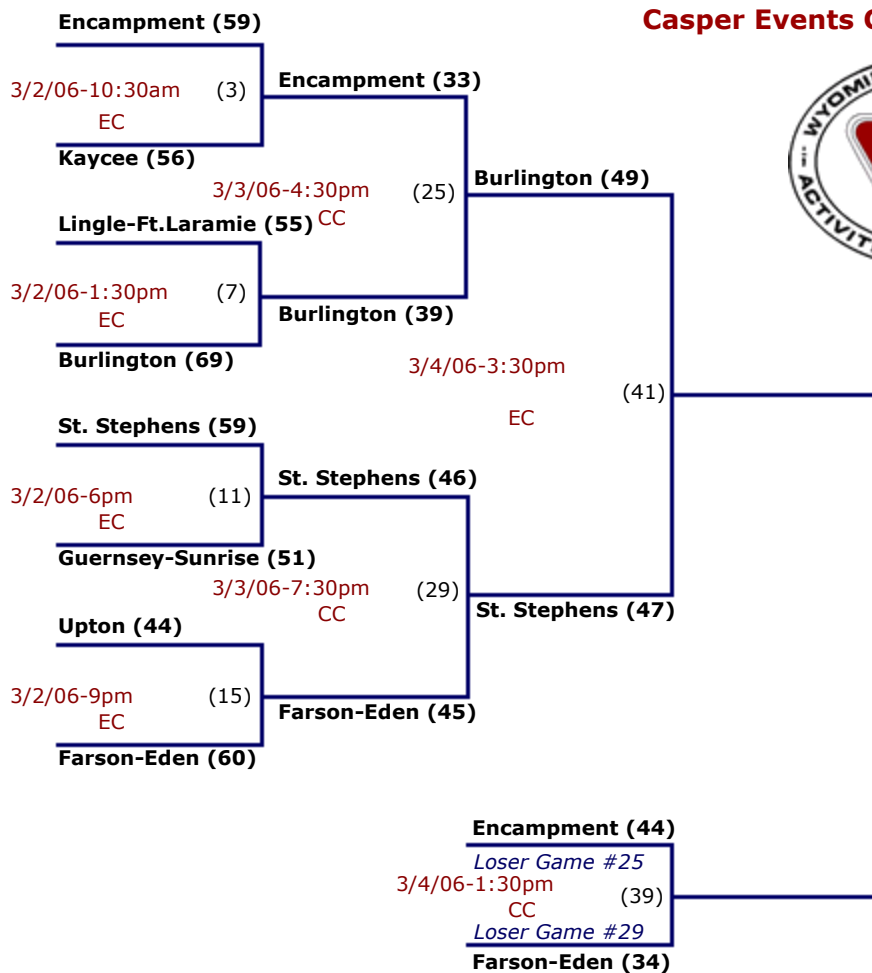 Casper Events
Encampment (59)
3/2/06-10:30am
(3)
EC
Kaycee (56)
Encampment (33)
3/3/06-4:30pm
(25)
CC
Lingle-Ft.Laramie (55)
3/2/06-1:30pm
(7)
EC
Burlington (69)
Burlington (39)
Burlington (49)
3/4/06-3:30pm
(41)
EC
St. Stephens (59)
3/2/06-6pm
(11)
EC
Guernsey-Sunrise (51)
St. Stephens (46)
3/3/06-7:30pm
(29)
CC
Upton (44)
3/2/06-9pm
(15)
EC
Farson-Eden (60)
Farson-Eden (45)
St. Stephens (47)
Encampment (44)
Loser Game #25
3/4/06-1:30pm
(39)
CC
Loser Game #29
Farson-Eden (34)